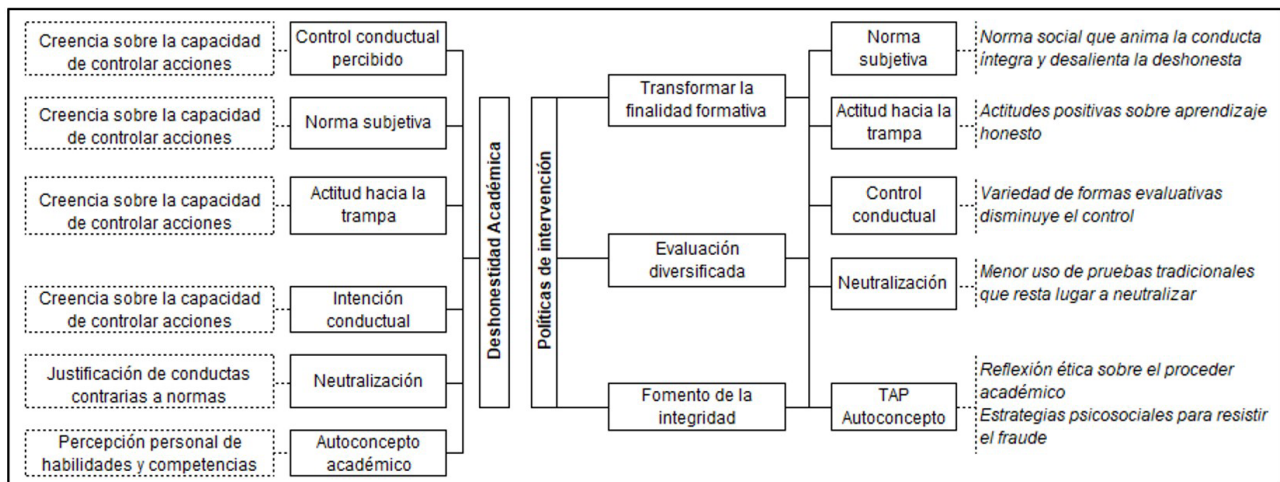 Creencia sobre la capacidad
de controlar acciones
Control conductual
percibido
Creencia sobre la capacidad
de controlar acciones
Norma subjetiva
Creencia sobre la capacidad
de controlar acciones
Actitud hacia la
trampa
Creencia sobre la capacidad
de controlar acciones
Intención
conductual
Justificación de conductas
contrarias a normas
Neutralización
Percepción personal de
habilidades y competencias
Autoconcepto
académico
Deshonestidad Académica
Políticas de intervención
Transformar la
finalidad formativa
Evaluación
diversificada
Fomento de la
integridad
Norma
subjetiva
Norma social que anima la conducta
íntegra y desalienta la deshonesta
Actitud hacia la
trampa
Actitudes positivas sobre aprendizaje
honesto
Control
conductual
Variedad de formas evaluativas
disminuye el control
Neutralización
Menor uso de pruebas tradicionales
que resta lugar a neutralizar
TAP
Autoconcepto
Reflexión ética sobre el proceder
académico
Estrategias psicosociales para resistir
el fraude